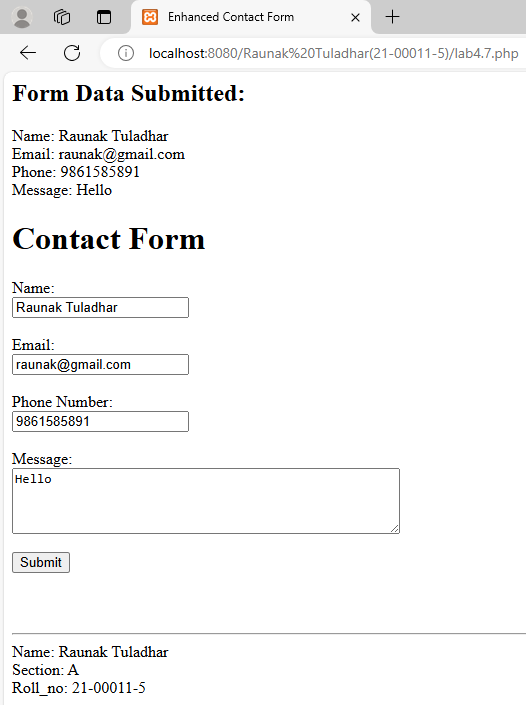 Enhanced Contact Form
localhost:8080/Raunak%20Tuladhar(21-00011-5)/lab4.7.php
Form Data Submitted:
Name: Raunak Tuladhar
Email: raunak@gmail.com
Phone: 9861585891
Message: Hello
Contact Form
Name:
Raunak Tuladhar
Email:
raunak@gmail.com
Phone Number:
9861585891
Message:
Hello
Submit
Name: Raunak Tuladhar
Section: A
Roll_no: 21-00011-5